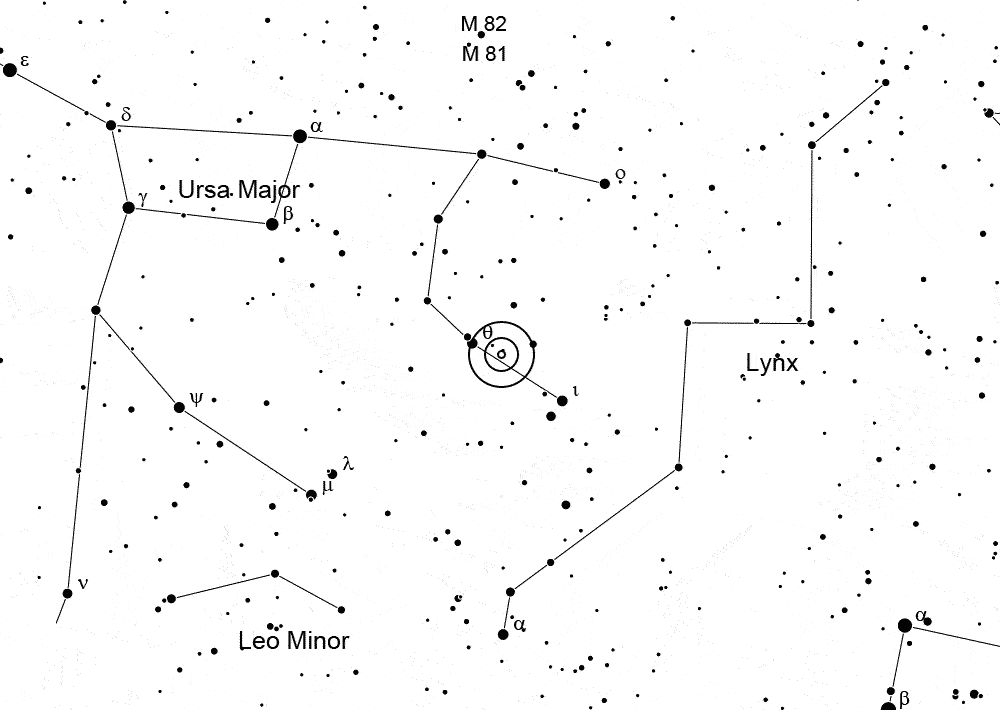 M 82
M 81
ε
δ
α
ο
γ
Ursa Major
β
θ
Lynx
ι
ψ
λ
μ
ν
α
Leo Minor
α
β